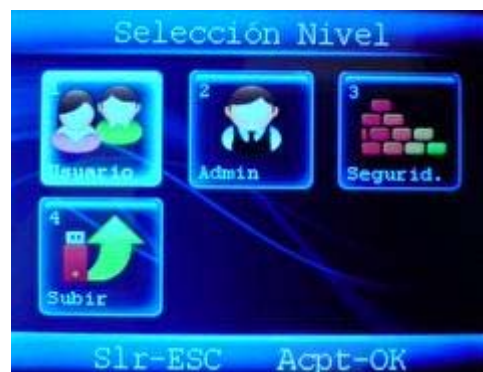 Selección Nivel
1 2 3
Usuario Admin Segurid.
4
Subir
Slr-ESC Acpt-OK